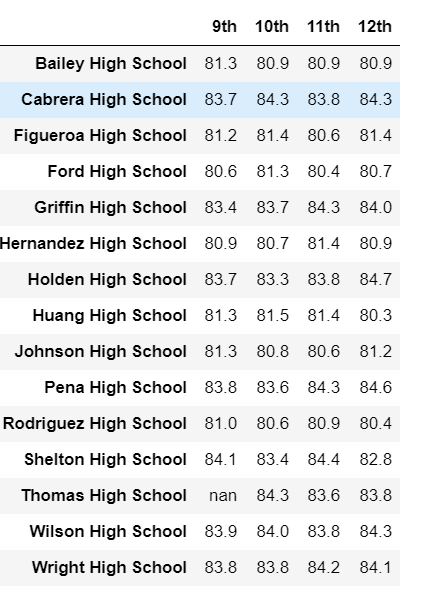 9th 10th 11th 12th
Bailey High School 81.3 80.9 80.9 80.9
Cabrera High School 83.7 84.3 83.8 84.3
Figueroa High School 81.2 81.4 80.6 81.4
Ford High School 80.6 81.3 80.4 80.7
Griffin High School 83.4 83.7 84.3 84.0
Hernandez High School 80.9 80.7 81.4 80.9
Holden High School 83.7 83.3 83.8 84.7
Huang High School 81.3 81.5 81.4 80.3
Johnson High School 81.3 80.8 80.6 81.2
Pena High School 83.8 83.6 84.3 84.6
Rodriguez High School 81.0 80.6 80.9 80.4
Shelton High School 84.1 83.4 84.4 82.8
Thomas High School nan 84.3 83.6 83.8
Wilson High School 83.9 84.0 83.8 84.3
Wright High School 83.8 83.8 84.2 84.1